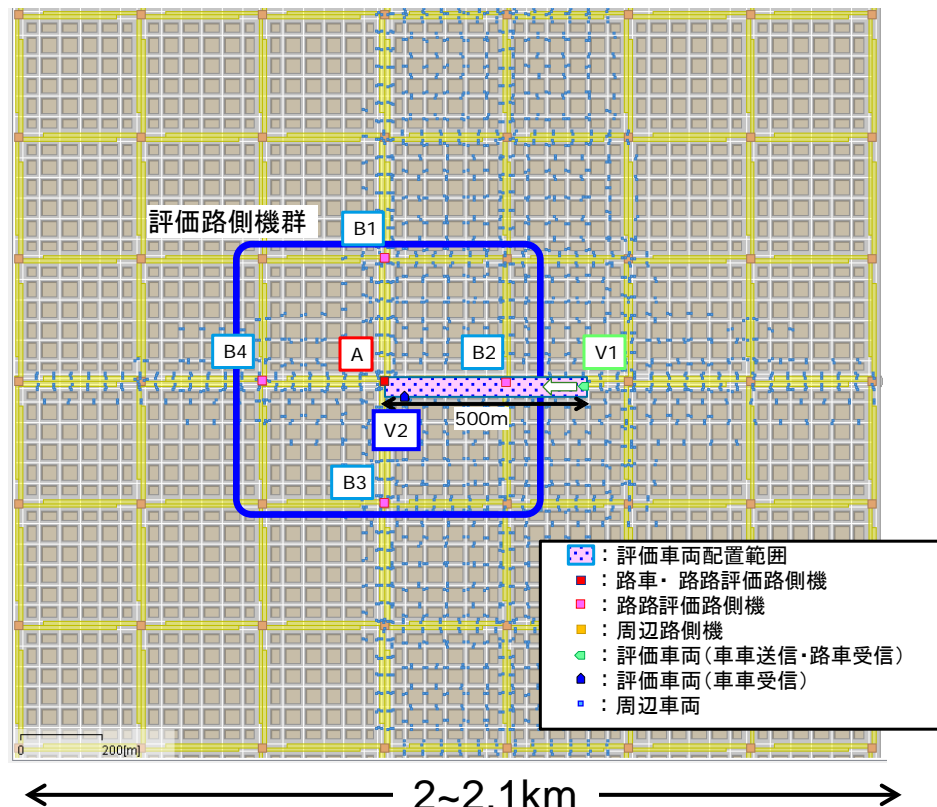 評価路側機群
B1
B4
A
B2
V1
500m
V2
B3
：評価車両配置範囲
：路車・ 路路評価路側機
：路路評価路側機
：周辺路側機
：評価車両(車車送信・路車受信)
：評価車両(車車受信)
：周辺車両
0 200[m]
2~2.1km